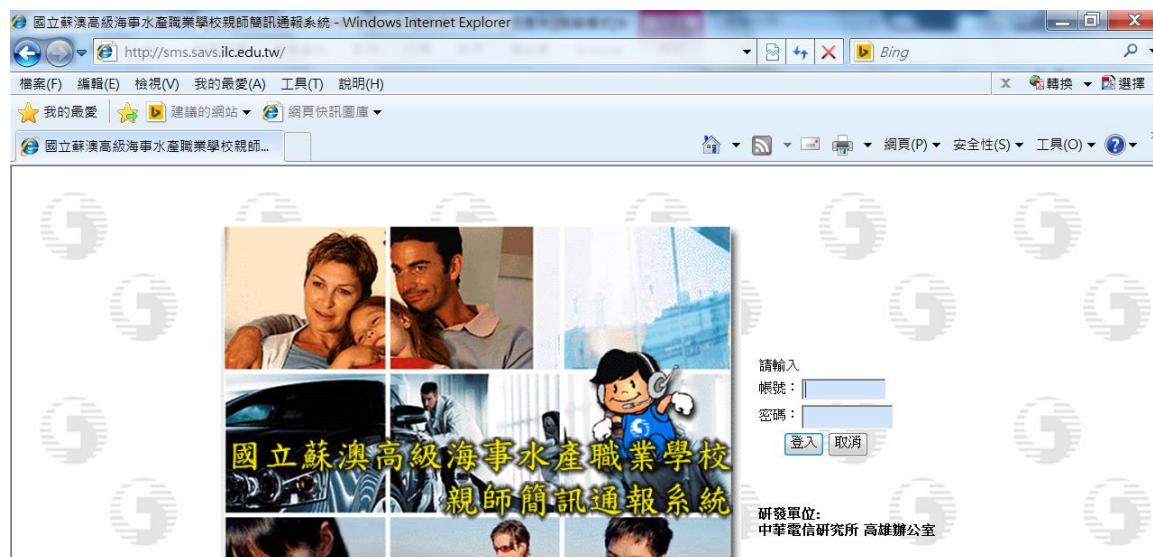 國立蘇澳高級海事水產職業學校親師簡訊通報系統 - Windows Internet Explorer
http://sms.savs.ilc.edu.tw/
Bing
檔案(F) 編輯(E) 檢視(V) 我的最愛(A) 工具(T) 說明(H)
x 轉換 選擇
我的最愛 建議的網站 網頁快訊圖庫
國立蘇澳高級海事水產職業學校親師...
網頁(P) 安全性(S) 工具(O)
請輸入
帳號：
密碼：
登入 取消
國立蘇澳高級海事水產職業學校
親師簡訊通報系統
研發單位:
中華電信研究所 高雄辦公室